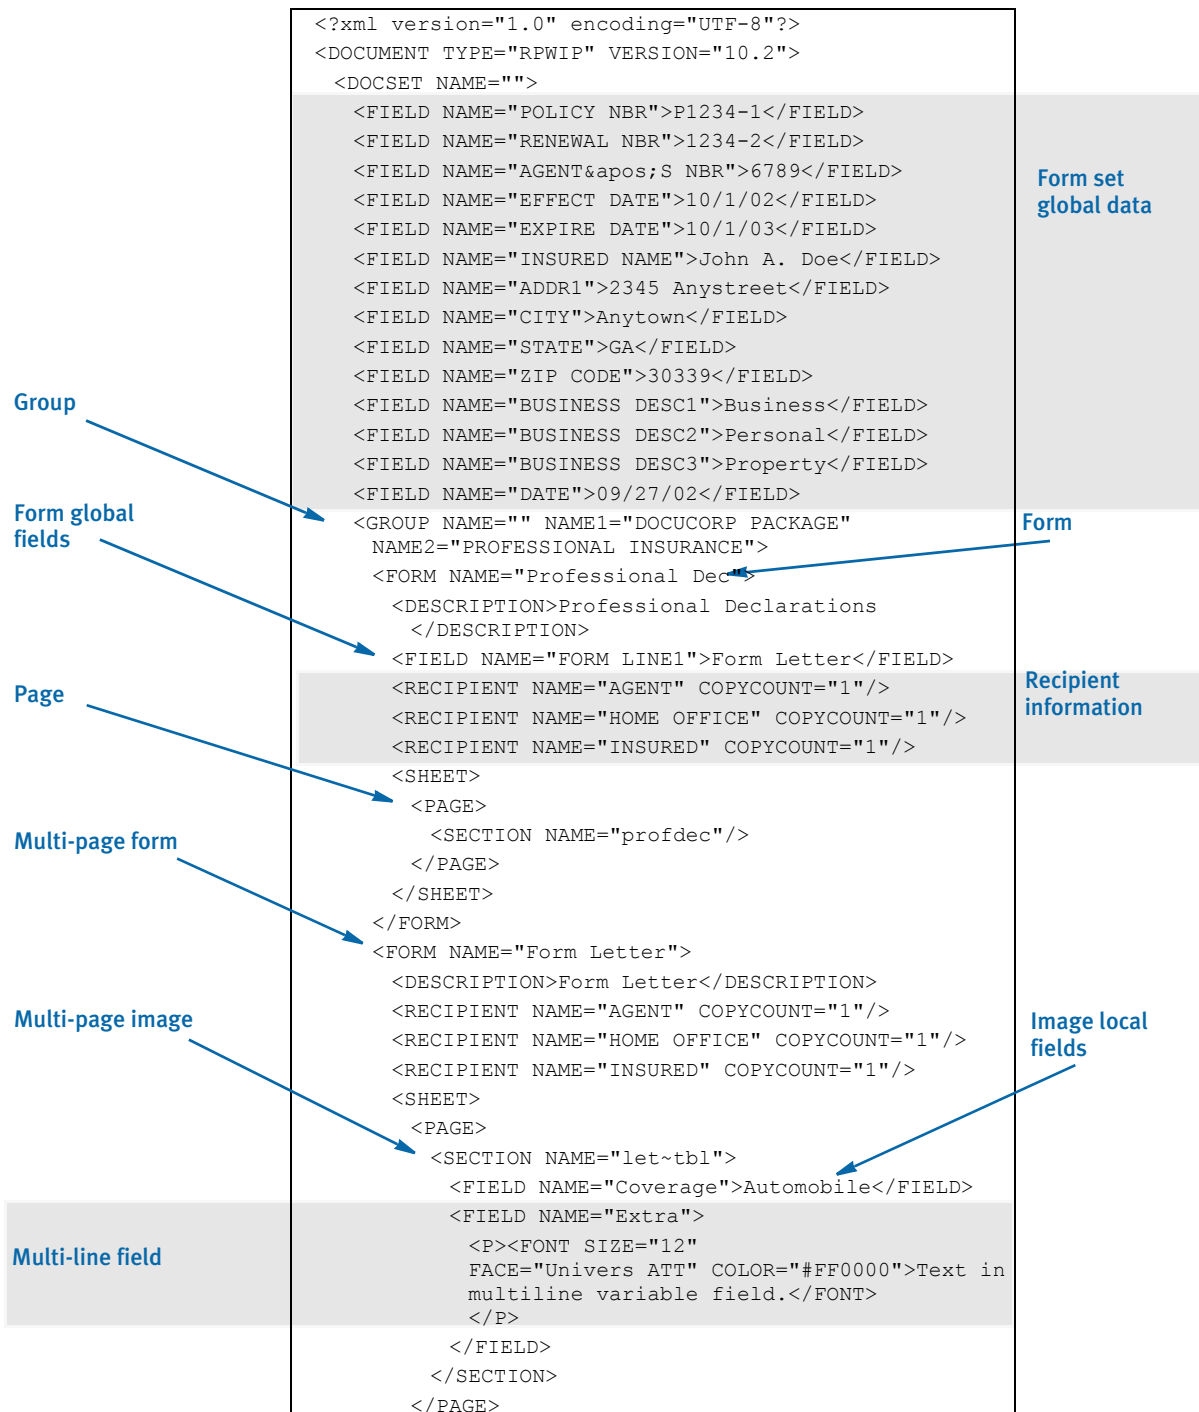 <?xml version="1.0" encoding="UTF-8"?>
<DOCUMENT TYPE="RPWIP" VERSION="10.2">
<DOCSET NAME="">
<FIELD NAME="POLICY NBR">P1234-1</FIELD>
<FIELD NAME="RENEWAL NBR">1234-2</FIELD>
<FIELD NAME="AGENT&apos;S NBR">6789</FIELD>
<FIELD NAME="EFFECT DATE">10/1/02</FIELD>
<FIELD NAME="EXPIRE DATE">10/1/03</FIELD>
<FIELD NAME="INSURED NAME">John A. Doe</FIELD>
<FIELD NAME="ADDR1">2345 Anystreet</FIELD>
<FIELD NAME="CITY">Anytown</FIELD>
<FIELD NAME="STATE">GA</FIELD>
<FIELD NAME="ZIP CODE">30339</FIELD>
<FIELD NAME="BUSINESS DESC1">Business</FIELD>
<FIELD NAME="BUSINESS DESC2">Personal</FIELD>
<FIELD NAME="BUSINESS DESC3">Property</FIELD>
<FIELD NAME="DATE">09/27/02</FIELD>
<GROUP NAME="" NAME1="DOCUCORP PACKAGE"
NAME2="PROFESSIONAL INSURANCE">
<FORM NAME="Professional Dec">
<DESCRIPTION>Professional Declarations
</DESCRIPTION>
<FIELD NAME="FORM LINE1">Form Letter</FIELD>
<RECIPIENT NAME="AGENT" COPYCOUNT="1"/>
<RECIPIENT NAME="HOME OFFICE" COPYCOUNT="1"/>
<RECIPIENT NAME="INSURED" COPYCOUNT="1"/>
<SHEET>
<PAGE>
<SECTION NAME="profdec"/>
</PAGE>
</SHEET>
</FORM>
<FORM NAME="Form Letter">
<DESCRIPTION>Form Letter</DESCRIPTION>
<RECIPIENT NAME="AGENT" COPYCOUNT="1"/>
<RECIPIENT NAME="HOME OFFICE" COPYCOUNT="1"/>
<RECIPIENT NAME="INSURED" COPYCOUNT="1"/>
<SHEET>
<PAGE>
<SECTION NAME="let~tbl">
<FIELD NAME="Coverage">Automobile</FIELD>
<FIELD NAME="Extra">
<P><FONT SIZE="12"
FACE="Univers ATT" COLOR="#FF0000">Text in
multiline variable field.</FONT>
</P>
</FIELD>
</SECTION>
</PAGE>
Group
Form global
fields
Page
Multi-page form
Multi-page image
Multi-line field
Form set
global data
Form
Recipient
information
Image local
fields